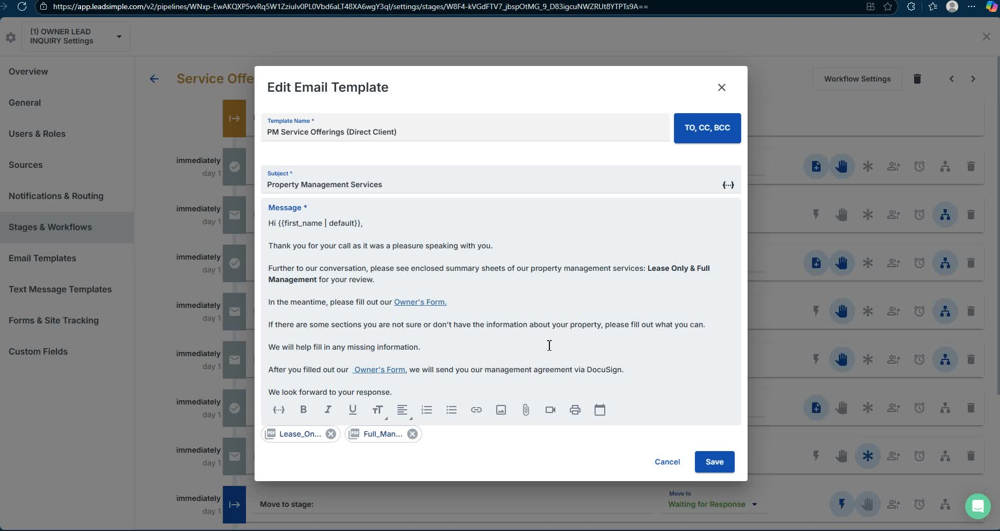 https://app.leadsimple.com/v2/pipelines/WNxp-EwAKQXP5vvRq5W1Zziulv0PL0Vbd6aLT48XA6wgY3qI/settings/stages/W8F4-kVGdFTV7_jbspOtMG_9_D83igcuNWZRUt8YTPTs9A==
(1) OWNER LEAD
INQUIRY Settings
Overview
General
Users & Roles
Sources
Notifications & Routing
Stages & Workflows
Email Templates
Text Message Templates
Forms & Site Tracking
Custom Fields
Service Offe
Workflow Settings
immediately
day 1
immediately
day 1
immediately
day 1
immediately
day 1
immediately
day 1
immediately
day 1
immediately
day 1
immediately
day 1
Move to stage:
Move to
Waiting for Response
Edit Email Template
Template Name *
PM Service Offerings (Direct Client)
TO, CC, BCC
Subject *
Property Management Services
Message *
Hi {{first_name | default}},
Thank you for your call as it was a pleasure speaking with you.
Further to our conversation, please see enclosed summary sheets of our property management services: Lease Only & Full
Management for your review.
In the meantime, please fill out our Owner's Form.
If there are some sections you are not sure or don't have the information about your property, please fill out what you can.
We will help fill in any missing information.
After you filled out our Owner's Form, we will send you our management agreement via DocuSign.
We look forward to your response.
PDF Lease_On...
PDF Full_Man...
Cancel
Save